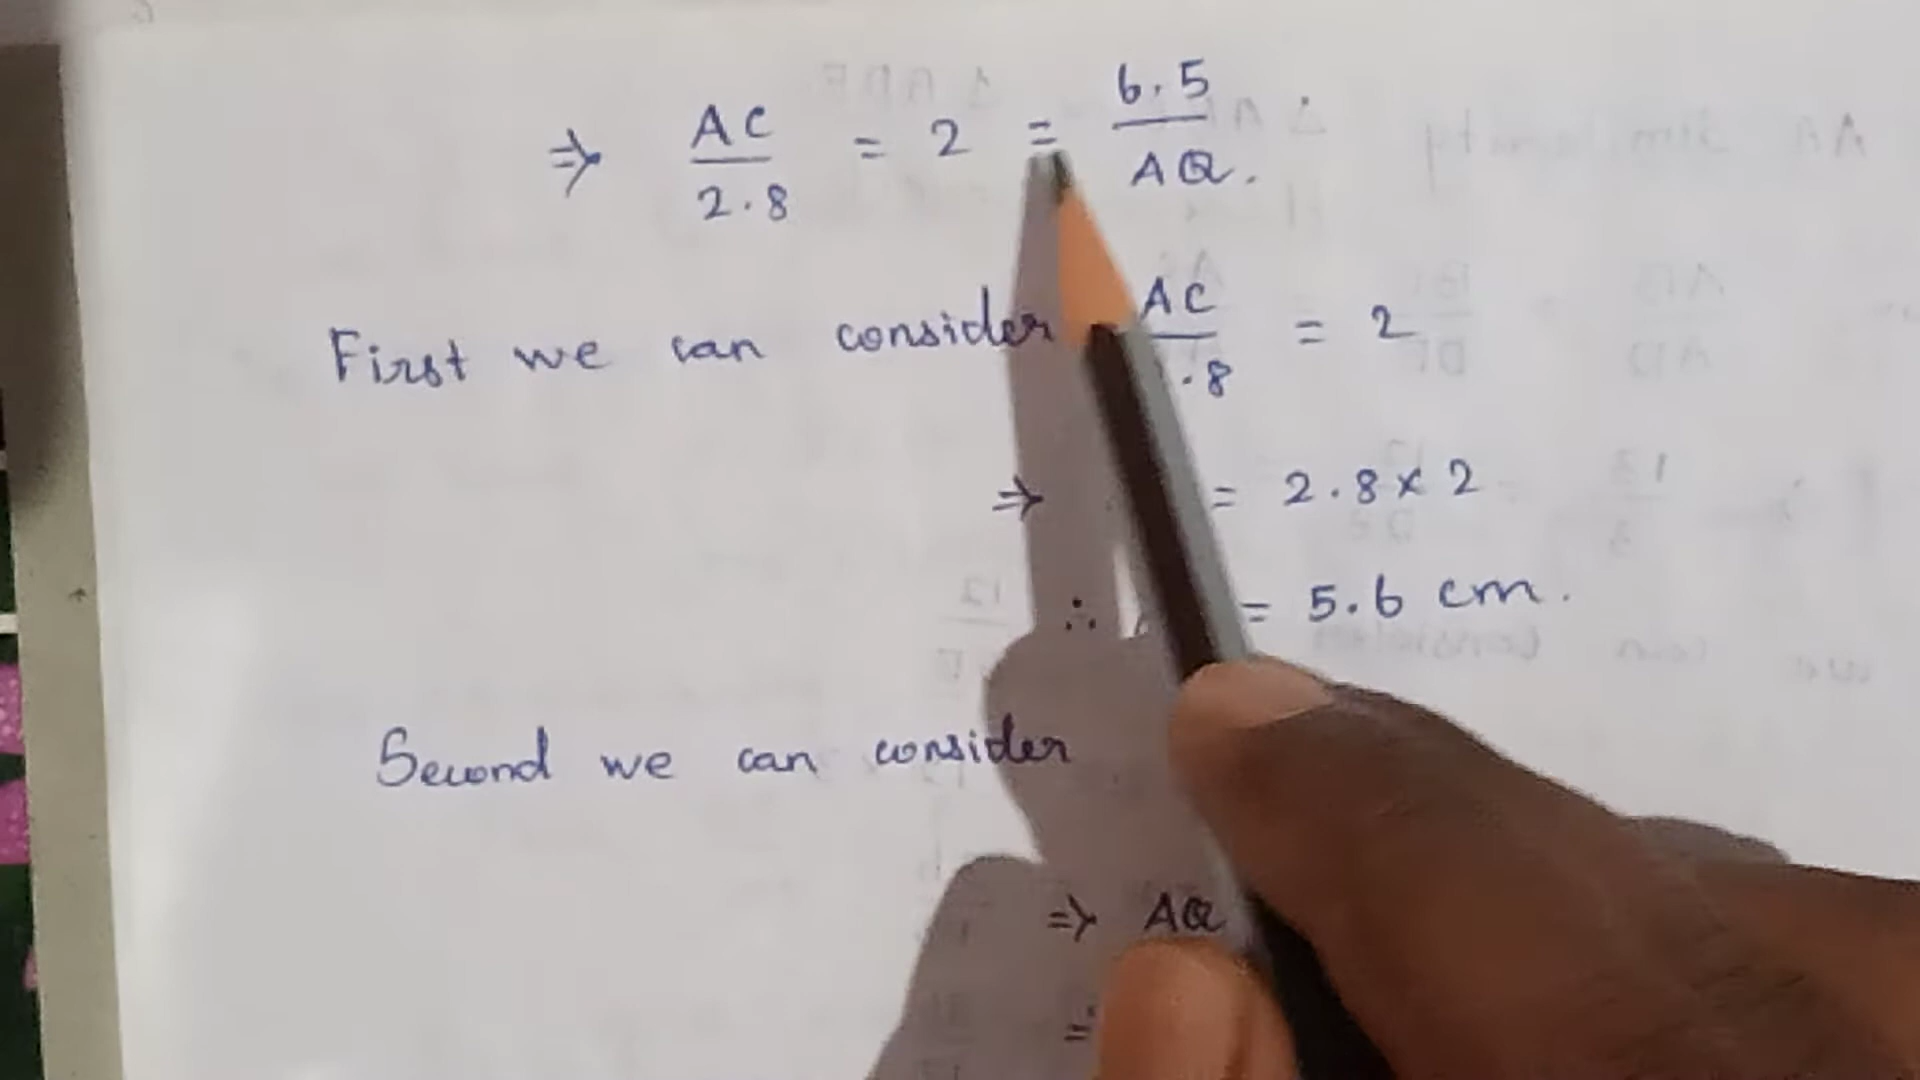 ⇒ AC/2.8 = 2 = 6.5/AQ.
First we can consider AC/.8 = 2
⇒ = 2.8 × 2
∴ = 5.6 cm.
Second we can consider
⇒ AQ
=